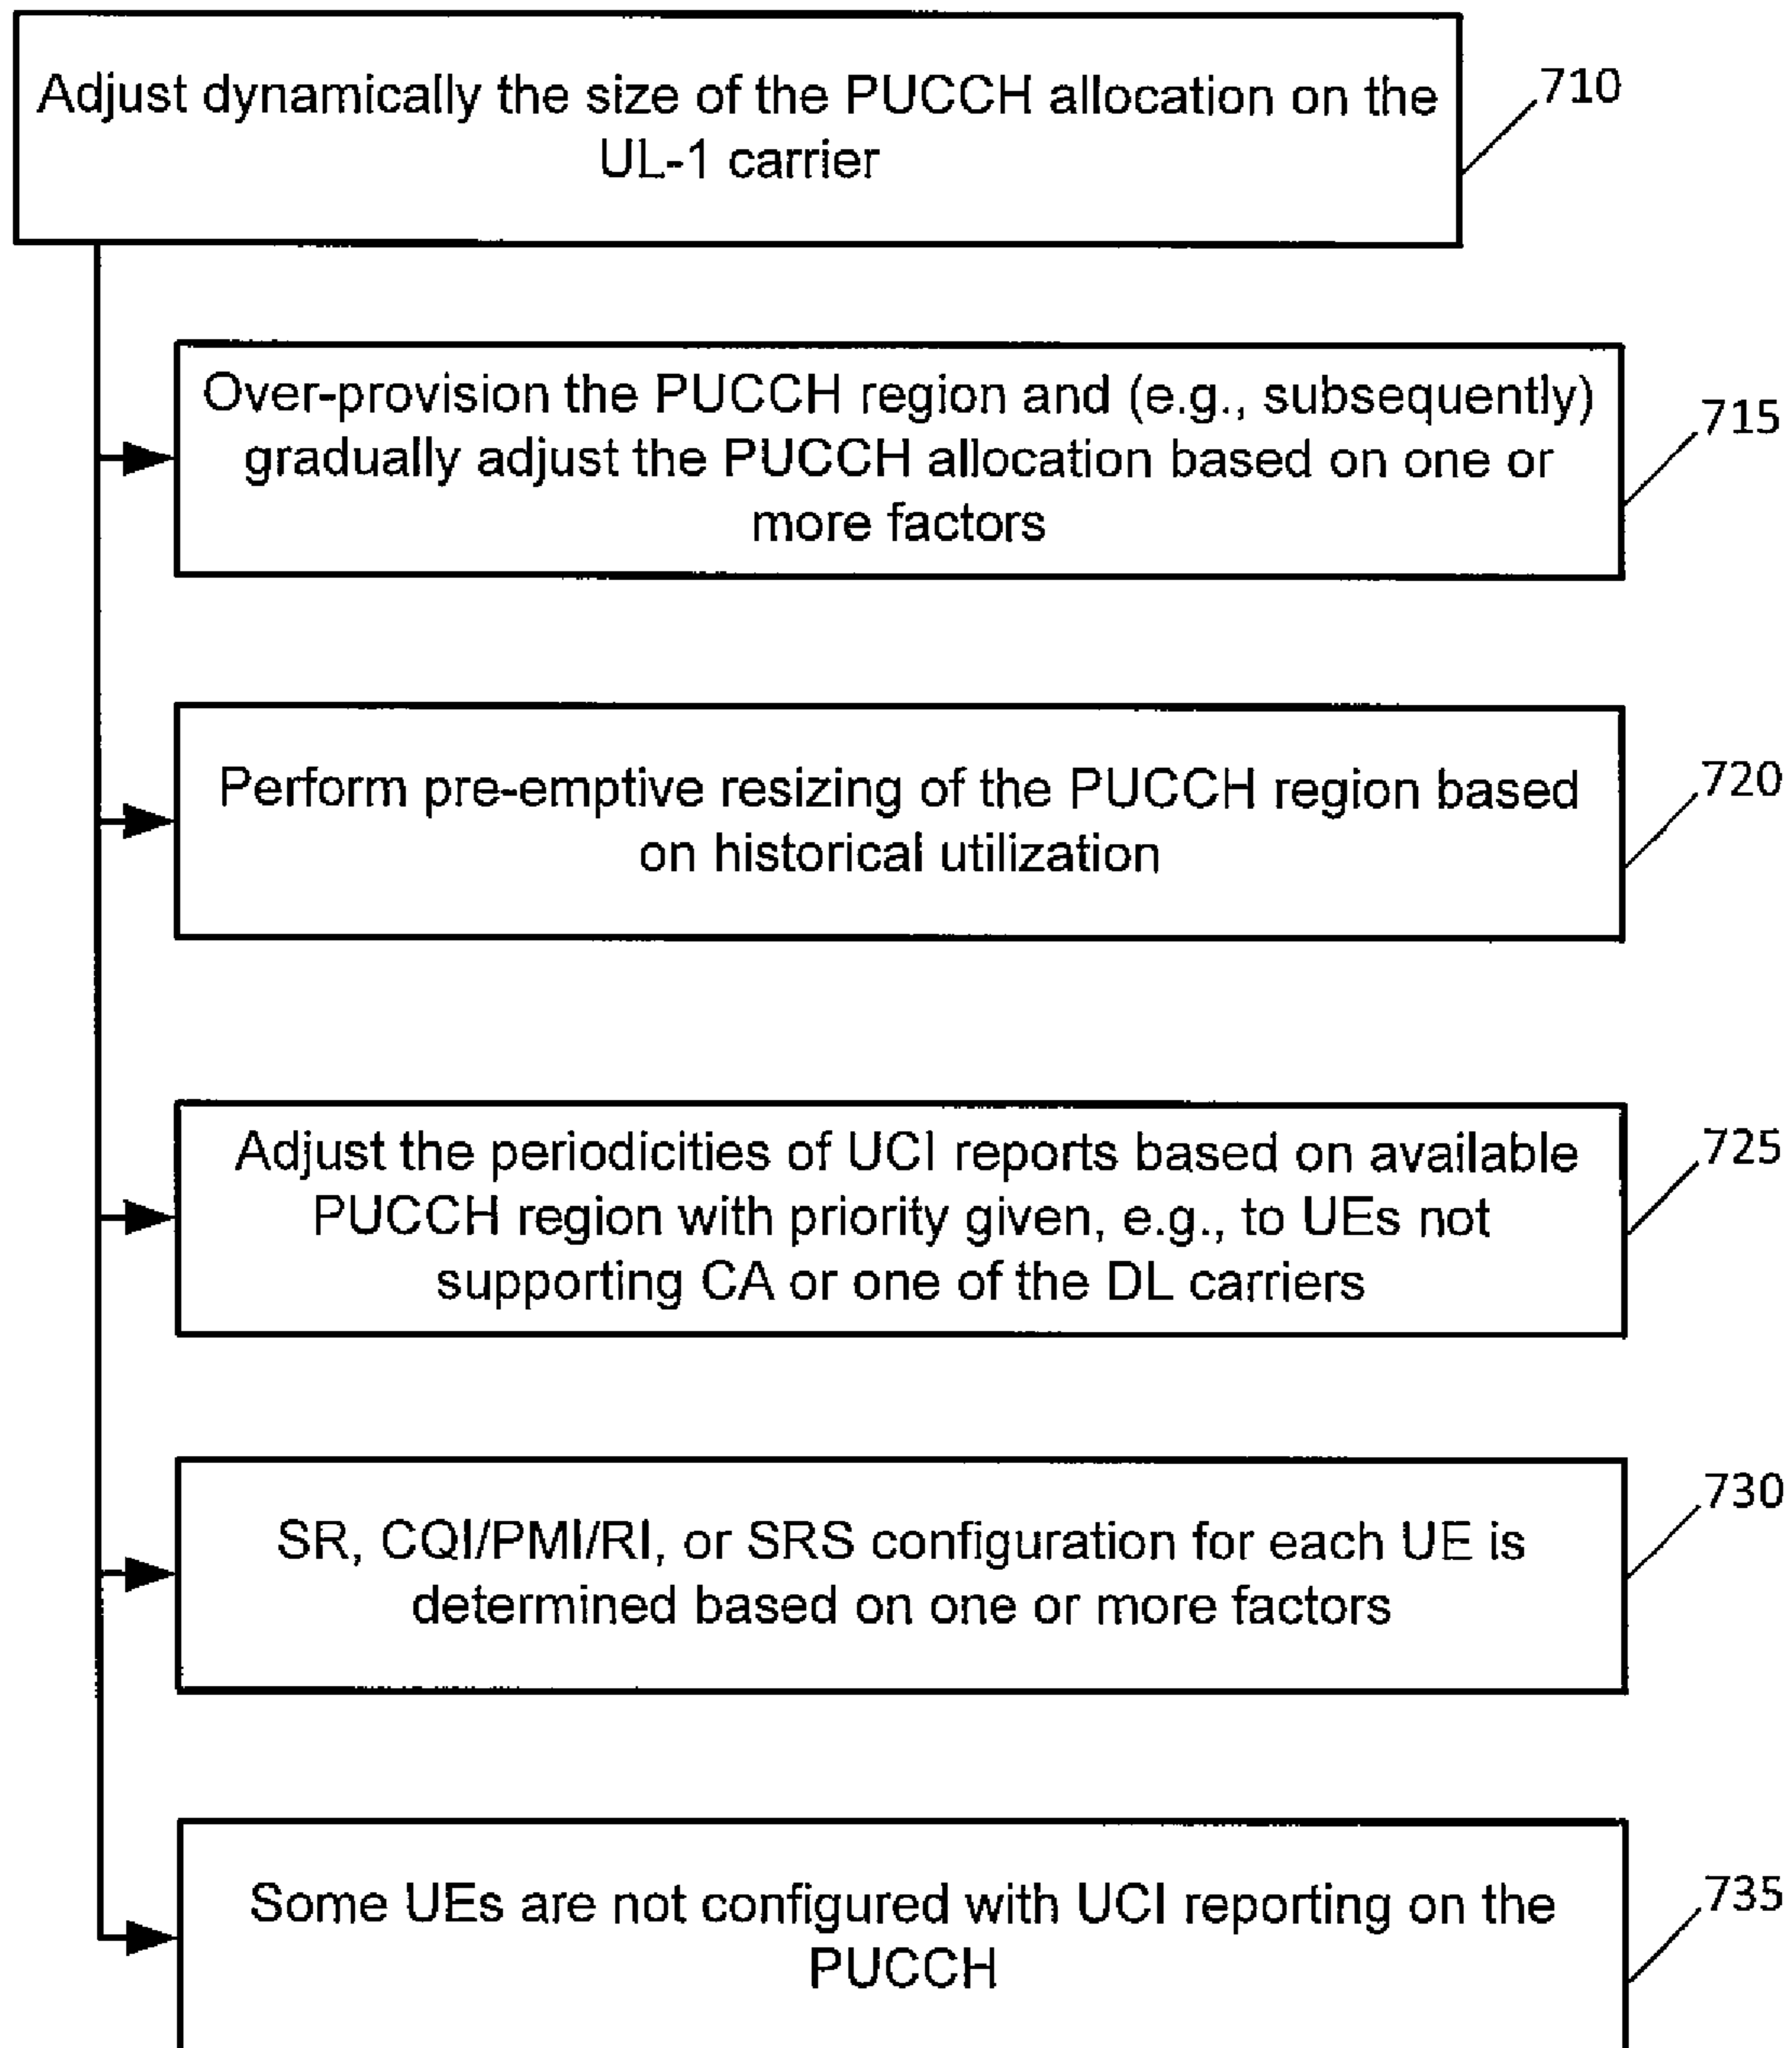 Adjust dynamically the size of the PUCCH allocation on the
UL-1 carrier
710
Over-provision the PUCCH region and (e.g., subsequently)
gradually adjust the PUCCH allocation based on one or
more factors
715
Perform pre-emptive resizing of the PUCCH region based
on historical utilization
720
Adjust the periodicities of UCI reports based on available
PUCCH region with priority given, e.g., to UEs not
supporting CA or one of the DL carriers
725
SR, CQI/PMI/RI, or SRS configuration for each UE is
determined based on one or more factors
730
Some UEs are not configured with UCI reporting on the
PUCCH
735